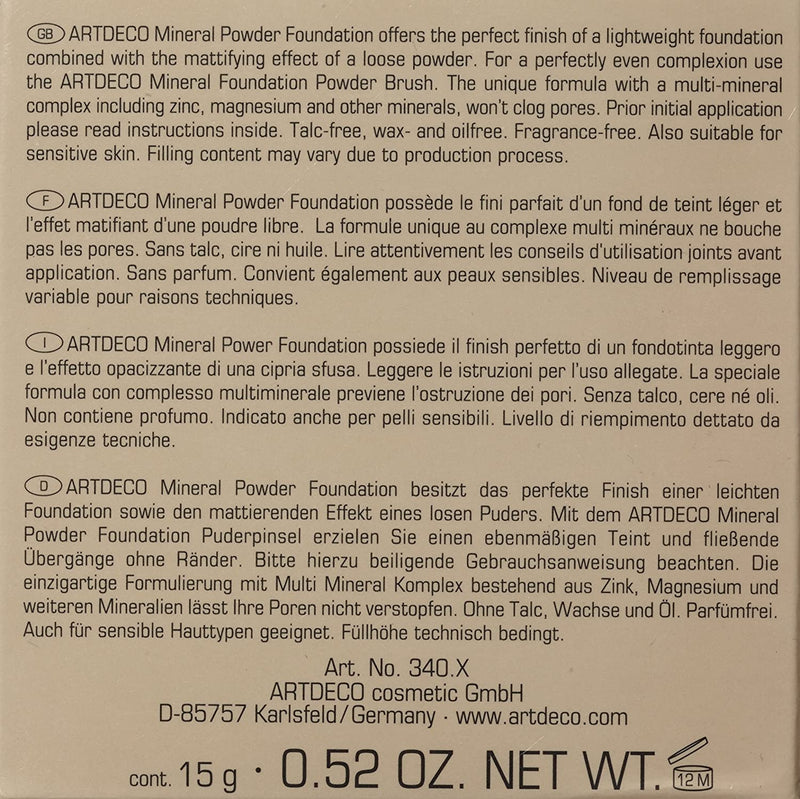 GB ARTDECO Mineral Powder Foundation offers the perfect finish of a lightweight foundation
combined with the mattifying effect of a loose powder. For a perfectly even complexion use
the ARTDECO Mineral Foundation Powder Brush. The unique formula with a multi-mineral
complex including zinc, magnesium and other minerals, won't clog pores. Prior initial application
please read instructions inside. Talc-free, wax- and oilfree. Fragrance-free. Also suitable for
sensitive skin. Filling content may vary due to production process.
F ARTDECO Mineral Powder Foundation possède le fini parfait d'un fond de teint léger et
l'effet matifiant d'une poudre libre. La formule unique au complexe multi minéraux ne bouche
pas les pores. Sans talc, cire ni huile. Lire attentivement les conseils d'utilisation joints avant
application. Sans parfum. Convient également aux peaux sensibles. Niveau de remplissage
variable pour raisons techniques.
I ARTDECO Mineral Power Foundation possiede il finish perfetto di un fondotinta leggero
e l'effetto opacizzante di una cipria sfusa. Leggere le istruzioni per l'uso allegate. La speciale
formula con complesso multiminerale previene l'ostruzione dei pori. Senza talco, cere né oli.
Non contiene profumo. Indicato anche per pelli sensibili. Livello di riempimento dettato da
esigenze tecniche.
D ARTDECO Mineral Powder Foundation besitzt das perfekte Finish einer leichten
Foundation sowie den mattierenden Effekt eines losen Puders. Mit dem ARTDECO Mineral
Powder Foundation Puderpinsel erzielen Sie einen ebenmäßigen Teint und fließende
Übergänge ohne Ränder. Bitte hierzu beiligende Gebrauchsanweisung beachten. Die
einzigartige Formulierung mit Multi Mineral Komplex bestehend aus Zink, Magnesium und
weiteren Mineralien lässt Ihre Poren nicht verstopfen. Ohne Talc, Wachse und Öl. Parfümfrei.
Auch für sensible Hauttypen geeignet. Füllhöhe technisch bedingt.
Art. No. 340.X
ARTDECO cosmetic GmbH
D-85757 Karlsfeld/Germany · www.artdeco.com
cont. 15 g · 0.52 OZ. NET WT. 12 M